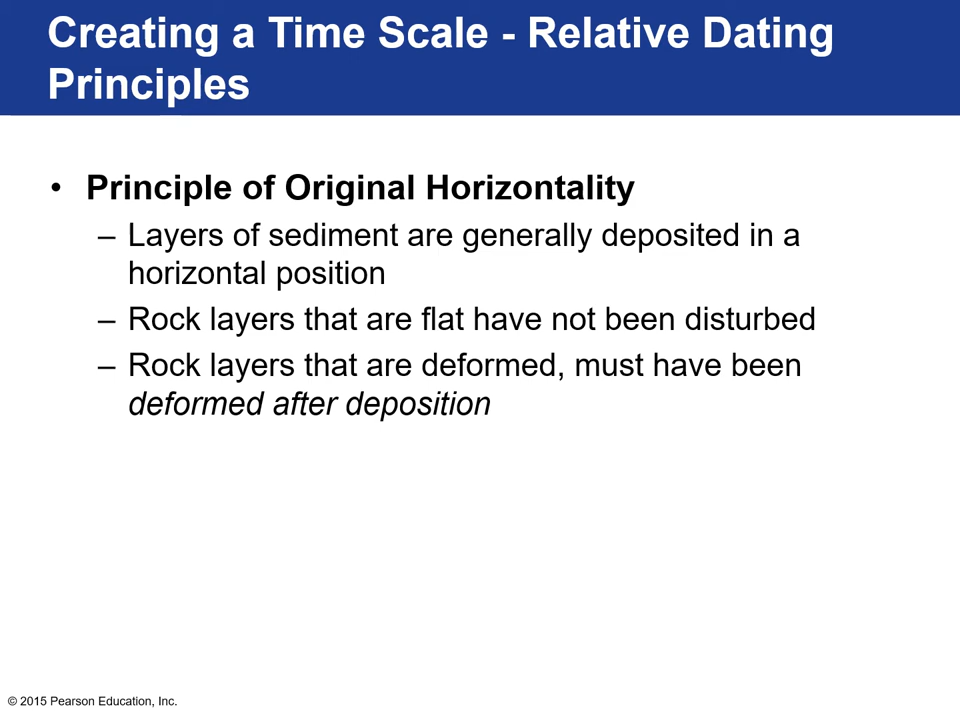 Creating a Time Scale - Relative Dating
Principles
• Principle of Original Horizontality
– Layers of sediment are generally deposited in a
horizontal position
– Rock layers that are flat have not been disturbed
– Rock layers that are deformed, must have been
deformed after deposition
© 2015 Pearson Education, Inc.